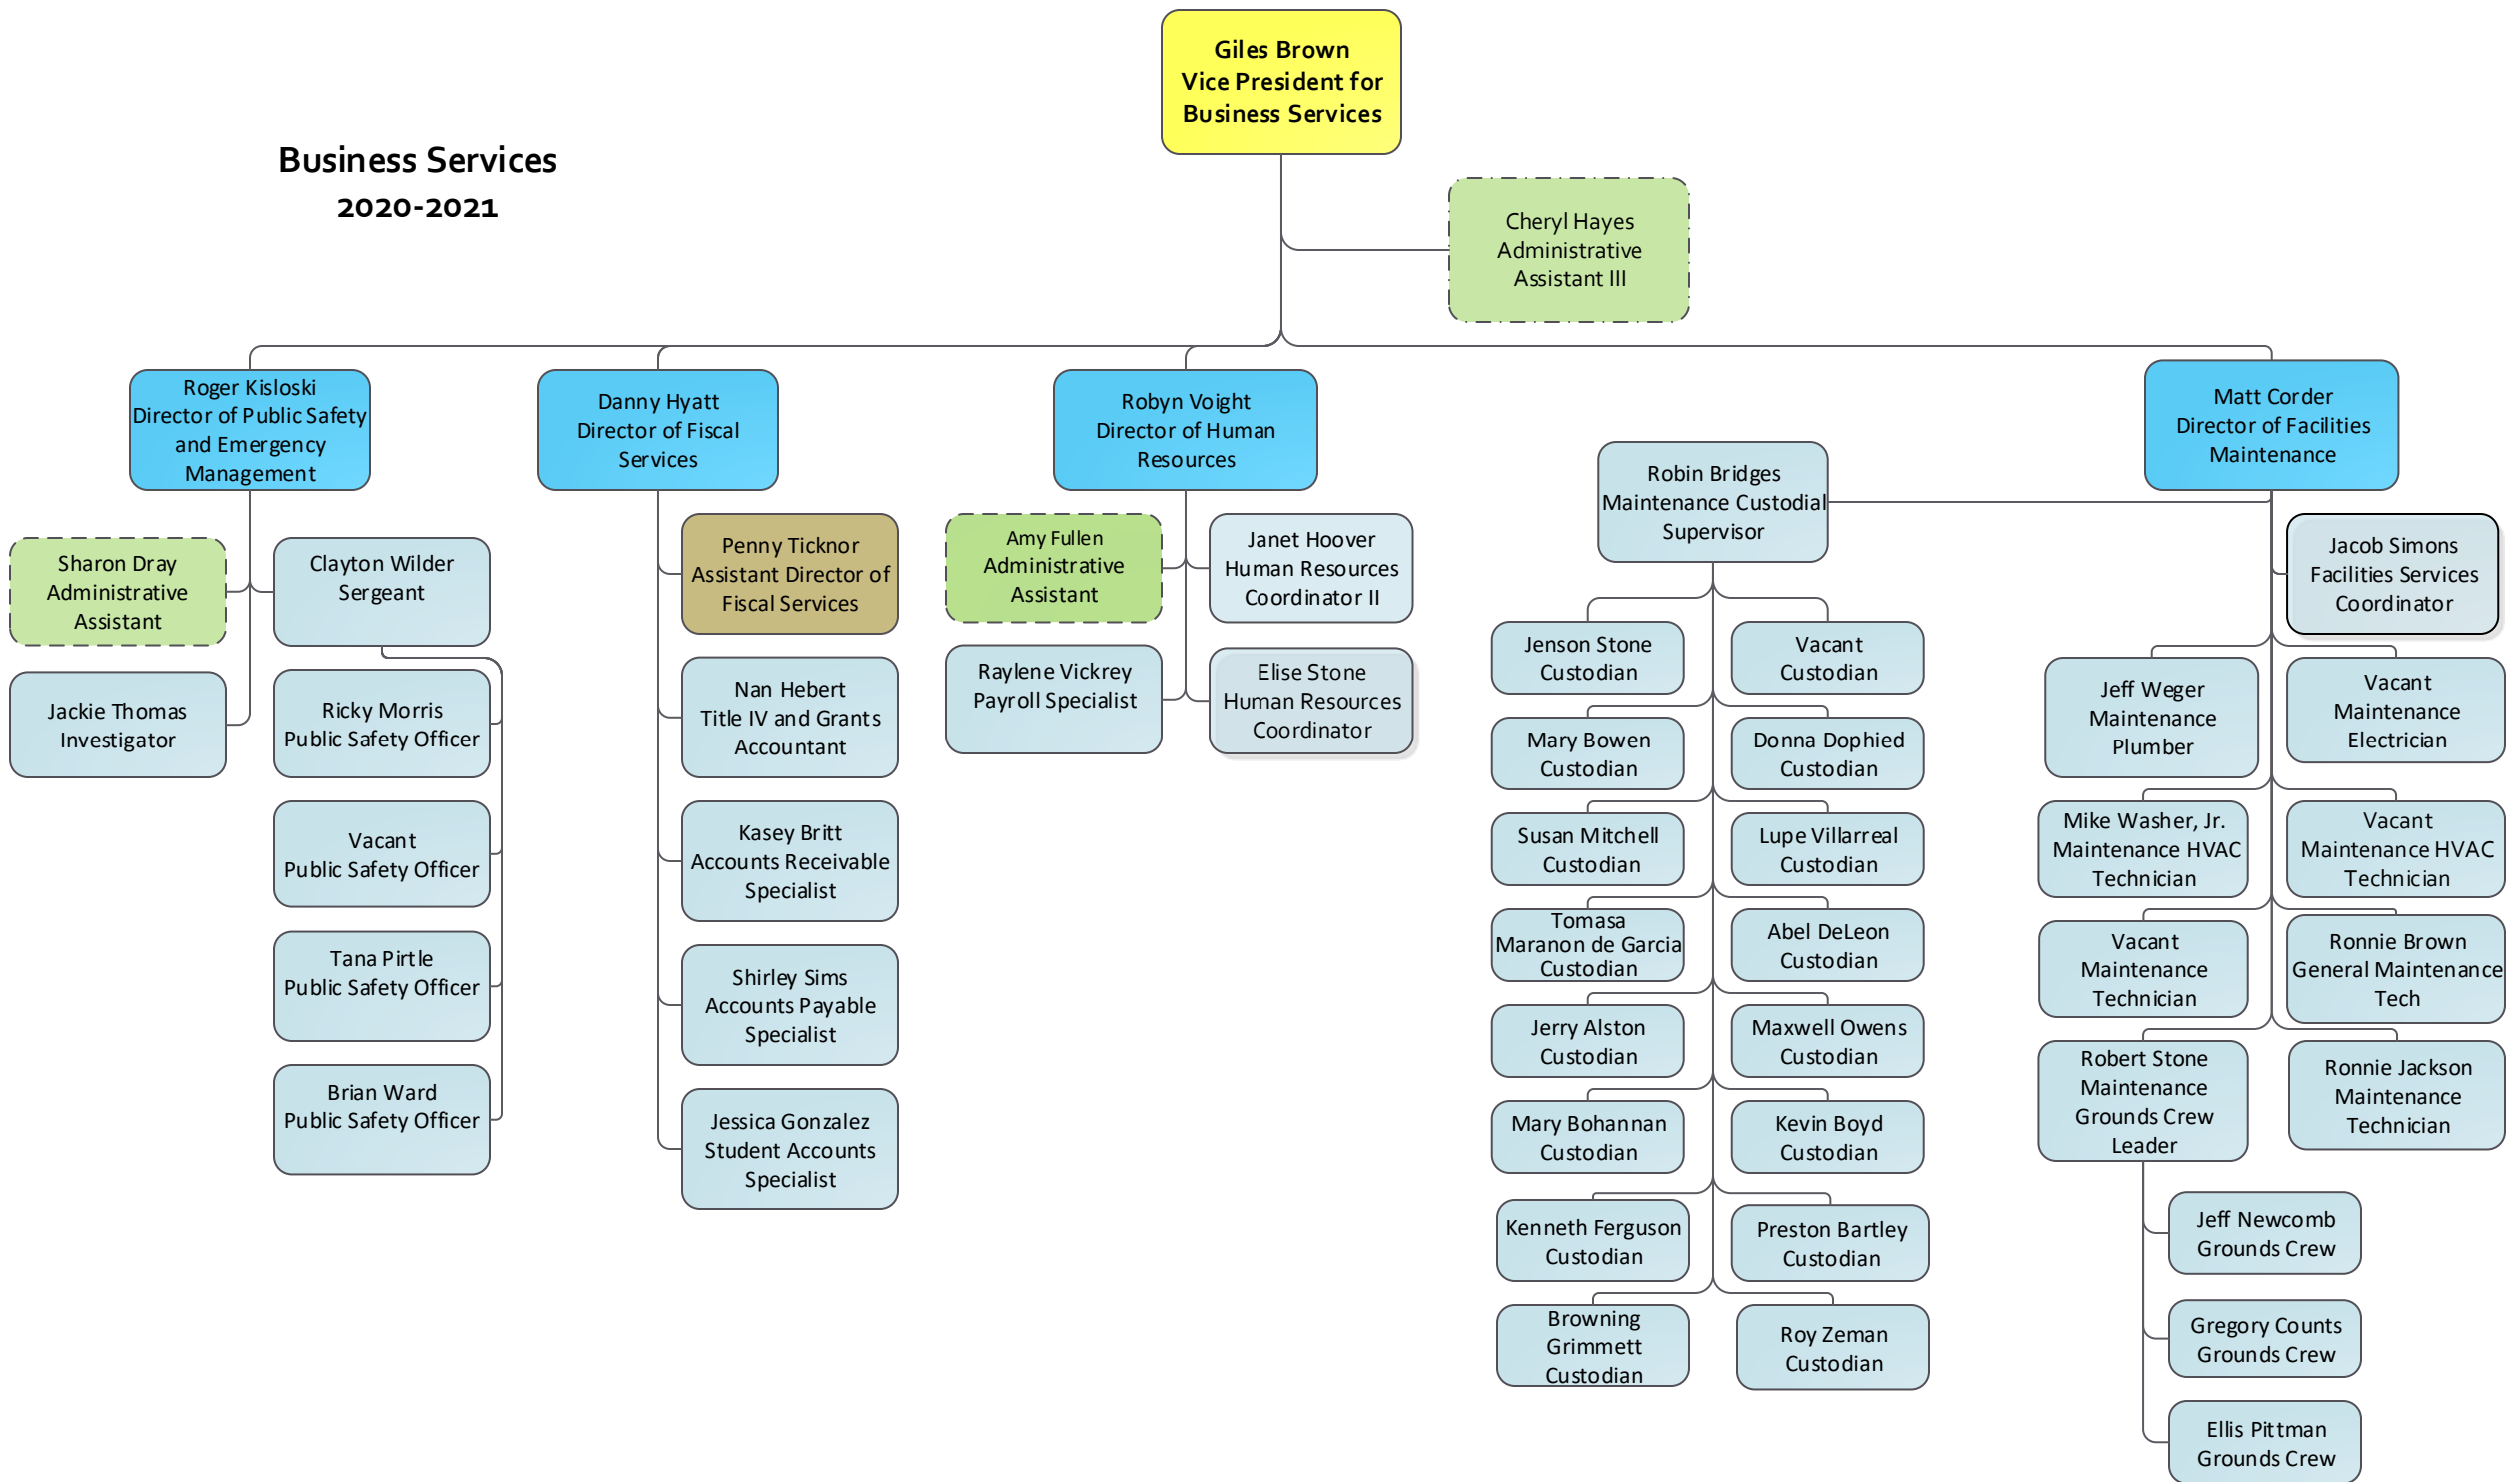 Giles Brown
Vice President for
Business Services
Business Services
2020-2021
Cheryl Hayes
Administrative
Assistant III
Roger Kisloski
Director of Public Safety
and Emergency
Management
Danny Hyatt
Director of Fiscal
Services
Robyn Voight
Director of Human
Resources
Matt Corder
Director of Facilities
Maintenance
Sharon Dray
Administrative
Assistant
Clayton Wilder
Sergeant
Jackie Thomas
Investigator
Ricky Morris
Public Safety Officer
Vacant
Public Safety Officer
Tana Pirtle
Public Safety Officer
Brian Ward
Public Safety Officer
Penny Ticknor
Assistant Director of
Fiscal Services
Nan Hebert
Title IV and Grants
Accountant
Kasey Britt
Accounts Receivable
Specialist
Shirley Sims
Accounts Payable
Specialist
Jessica Gonzalez
Student Accounts
Specialist
Amy Fullen
Administrative
Assistant
Janet Hoover
Human Resources
Coordinator II
Raylene Vickrey
Payroll Specialist
Elise Stone
Human Resources
Coordinator
Robin Bridges
Maintenance Custodial
Supervisor
Jenson Stone
Custodian
Vacant
Custodian
Mary Bowen
Custodian
Donna Dophied
Custodian
Susan Mitchell
Custodian
Lupe Villarreal
Custodian
Tomasa
Maranon de Garcia
Custodian
Abel DeLeon
Custodian
Jerry Alston
Custodian
Maxwell Owens
Custodian
Mary Bohannan
Custodian
Kevin Boyd
Custodian
Kenneth Ferguson
Custodian
Preston Bartley
Custodian
Browning
Grimmett
Custodian
Roy Zeman
Custodian
Jacob Simons
Facilities Services
Coordinator
Jeff Weger
Maintenance
Plumber
Vacant
Maintenance
Electrician
Mike Washer, Jr.
Maintenance HVAC
Technician
Vacant
Maintenance HVAC
Technician
Vacant
Maintenance
Technician
Ronnie Brown
General Maintenance
Tech
Robert Stone
Maintenance
Grounds Crew
Leader
Ronnie Jackson
Maintenance
Technician
Jeff Newcomb
Grounds Crew
Gregory Counts
Grounds Crew
Ellis Pittman
Grounds Crew